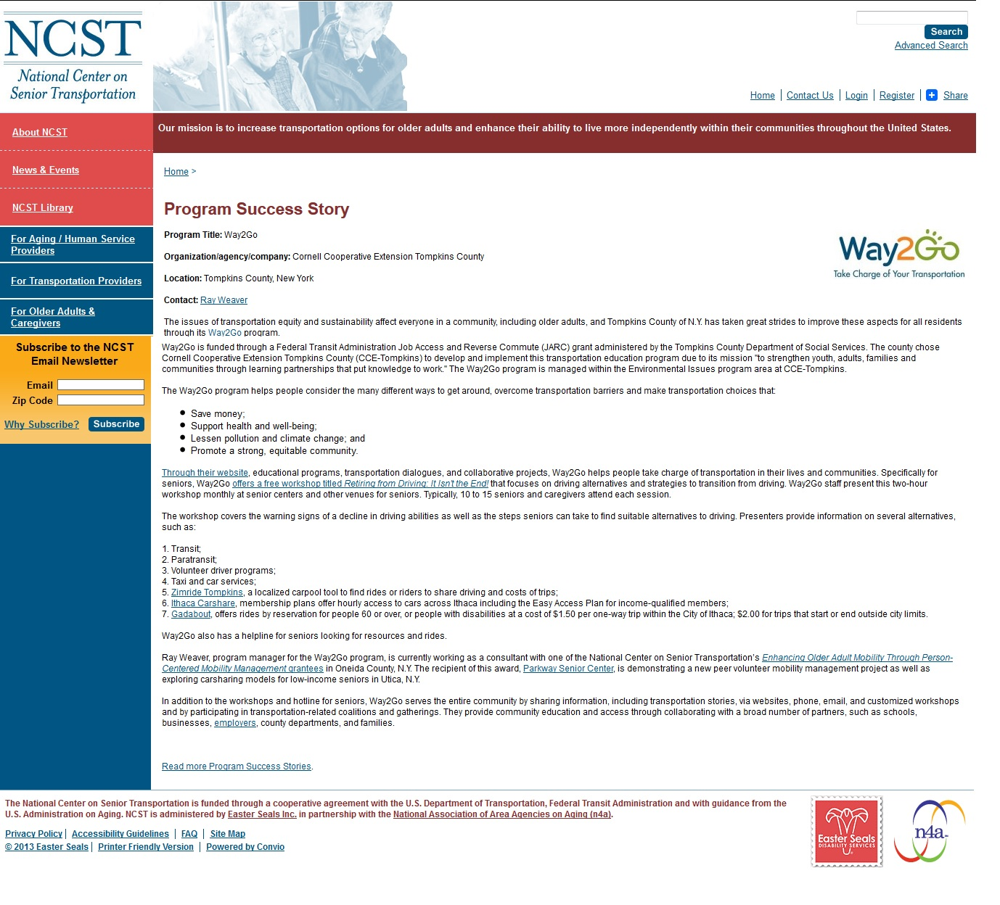 NCST
National Center on
Senior Transportation
Search
Advanced Search
Home
Contact Us
Login
Register
Share
About NCST
News & Events
NCST Library
For Aging / Human Service
Providers
For Transportation Providers
For Older Adults &
Caregivers
Subscribe to the NCST
Email Newsletter
Email
Zip Code
Why Subscribe?
Subscribe
Our mission is to increase transportation options for older adults and enhance their ability to live more independently within their communities throughout the United States.
Home >
Program Success Story
Program Title: Way2Go
Way2Go
Take Charge of Your Transportation
Organization/agency/company: Cornell Cooperative Extension Tompkins County
Location: Tompkins County, New York
Contact: Ray Weaver
The issues of transportation equity and sustainability affect everyone in a community, including older adults, and Tompkins County of N.Y. has taken great strides to improve these aspects for all residents
through its Way2Go program.
Way2Go is funded through a Federal Transit Administration Job Access and Reverse Commute (JARC) grant administered by the Tompkins County Department of Social Services. The county chose
Cornell Cooperative Extension Tompkins County (CCE-Tompkins) to develop and implement this transportation education program due to its mission "to strengthen youth, adults, families and
communities through learning partnerships that put knowledge to work." The Way2Go program is managed within the Environmental Issues program area at CCE-Tompkins.
The Way2Go program helps people consider the many different ways to get around, overcome transportation barriers and make transportation choices that:
• Save money;
• Support health and well-being;
• Lessen pollution and climate change; and
• Promote a strong, equitable community.
Through their website, educational programs, transportation dialogues, and collaborative projects, Way2Go helps people take charge of transportation in their lives and communities. Specifically for
seniors, Way2Go offers a free workshop titled Retiring from Driving: It Isn't the End! that focuses on driving alternatives and strategies to transition from driving. Way2Go staff present this two-hour
workshop monthly at senior centers and other venues for seniors. Typically, 10 to 15 seniors and caregivers attend each session.
The workshop covers the warning signs of a decline in driving abilities as well as the steps seniors can take to find suitable alternatives to driving. Presenters provide information on several alternatives,
such as:
1. Transit;
2. Paratransit;
3. Volunteer driver programs;
4. Taxi and car services;
5. Zimride Tompkins, a localized carpool tool to find rides or riders to share driving and costs of trips;
6. Ithaca Carshare, membership plans offer hourly access to cars across Ithaca including the Easy Access Plan for income-qualified members;
7. Gadabout, offers rides by reservation for people 60 or over, or people with disabilities at a cost of $1.50 per one-way trip within the City of Ithaca; $2.00 for trips that start or end outside city limits.
Way2Go also has a helpline for seniors looking for resources and rides.
Ray Weaver, program manager for the Way2Go program, is currently working as a consultant with one of the National Center on Senior Transportation's Enhancing Older Adult Mobility Through Person-
Centered Mobility Management grantees in Oneida County, N.Y. The recipient of this award, Parkway Senior Center, is demonstrating a new peer volunteer mobility management project as well as
exploring carsharing models for low-income seniors in Utica, N.Y.
In addition to the workshops and hotline for seniors, Way2Go serves the entire community by sharing information, including transportation stories, via websites, phone, email, and customized workshops
and by participating in transportation-related coalitions and gatherings. They provide community education and access through collaborating with a broad number of partners, such as schools,
businesses, employers, county departments, and families.
Read more Program Success Stories.
The National Center on Senior Transportation is funded through a cooperative agreement with the U.S. Department of Transportation, Federal Transit Administration and with guidance from the
U.S. Administration on Aging. NCST is administered by Easter Seals Inc. in partnership with the National Association of Area Agencies on Aging (n4a).
Privacy Policy | Accessibility Guidelines | FAQ | Site Map
© 2013 Easter Seals | Printer Friendly Version | Powered by Convio
Easter Seals
DISABILITY SERVICES
n4a